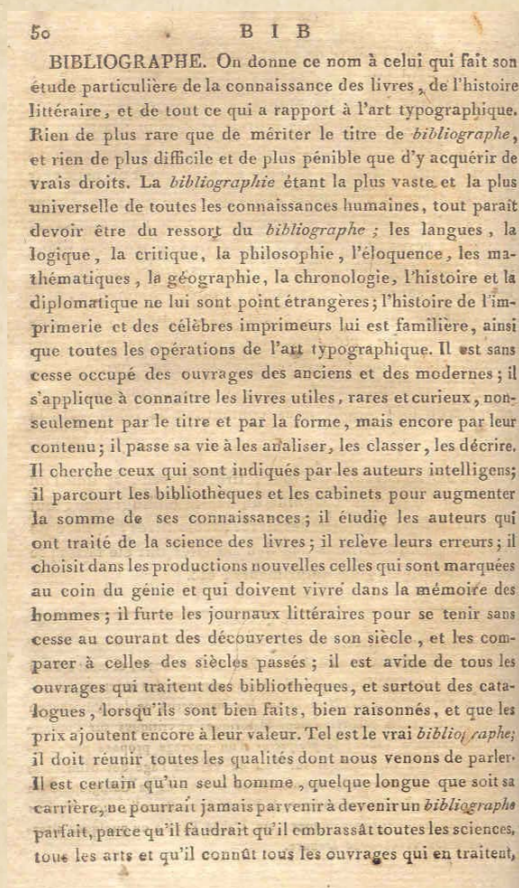 50 B I B
BIBLIOGRAPHE. On donne ce nom à celui qui fait son
étude particulière de la connaissance des livres, de l'histoire
littéraire, et de tout ce qui a rapport à l'art typographique.
Rien de plus rare que de mériter le titre de bibliographe,
et rien de plus difficile et de plus pénible que d'y acquérir de
vrais droits. La bibliographie étant la plus vaste et la plus
universelle de toutes les connaissances humaines, tout paraît
devoir être du ressort du bibliographe ; les langues, la
logique, la critique, la philosophie, l'éloquence, les ma-
thématiques, la géographie, la chronologie, l'histoire et la
diplomatique ne lui sont point étrangères ; l'histoire de l'im-
primerie et des célèbres imprimeurs lui est familière, ainsi
que toutes les opérations de l'art typographique. Il est sans
cesse occupé des ouvrages des anciens et des modernes ; il
s'applique à connaitre les livres utiles, rares et curieux, non-
seulement par le titre et par la forme, mais encore par leur
contenu ; il passe sa vie à les analiser, les classer, les décrire.
Il cherche ceux qui sont indiqués par les auteurs intelligens;
il parcourt les bibliothèques et les cabinets pour augmenter
la somme de ses connaissances ; il étudie les auteurs qui
ont traité de la science des livres ; il relève leurs erreurs ; il
choisit dans les productions nouvelles celles qui sont marquées
au coin du génie et qui doivent vivre dans la mémoire des
hommes ; il furte les journaux littéraires pour se tenir sans
cesse au courant des découvertes de son siècle, et les com-
parer à celles des siècles passés ; il est avide de tous les
ouvrages qui traitent des bibliothèques, et surtout des cata-
logues, lorsqu'ils sont bien faits, bien raisonnés, et que les
prix ajoutent encore à leur valeur. Tel est le vrai bibliographe;
il doit réunir toutes les qualités dont nous venons de parler.
Il est certain qu'un seul homme, quelque longue que soit sa
carrière, ne pourrait jamais parvenir à devenir un bibliographe
parfait, parce qu'il faudrait qu'il embrassât toutes les sciences,
tous les arts et qu'il connût tous les ouvrages qui en traitent,